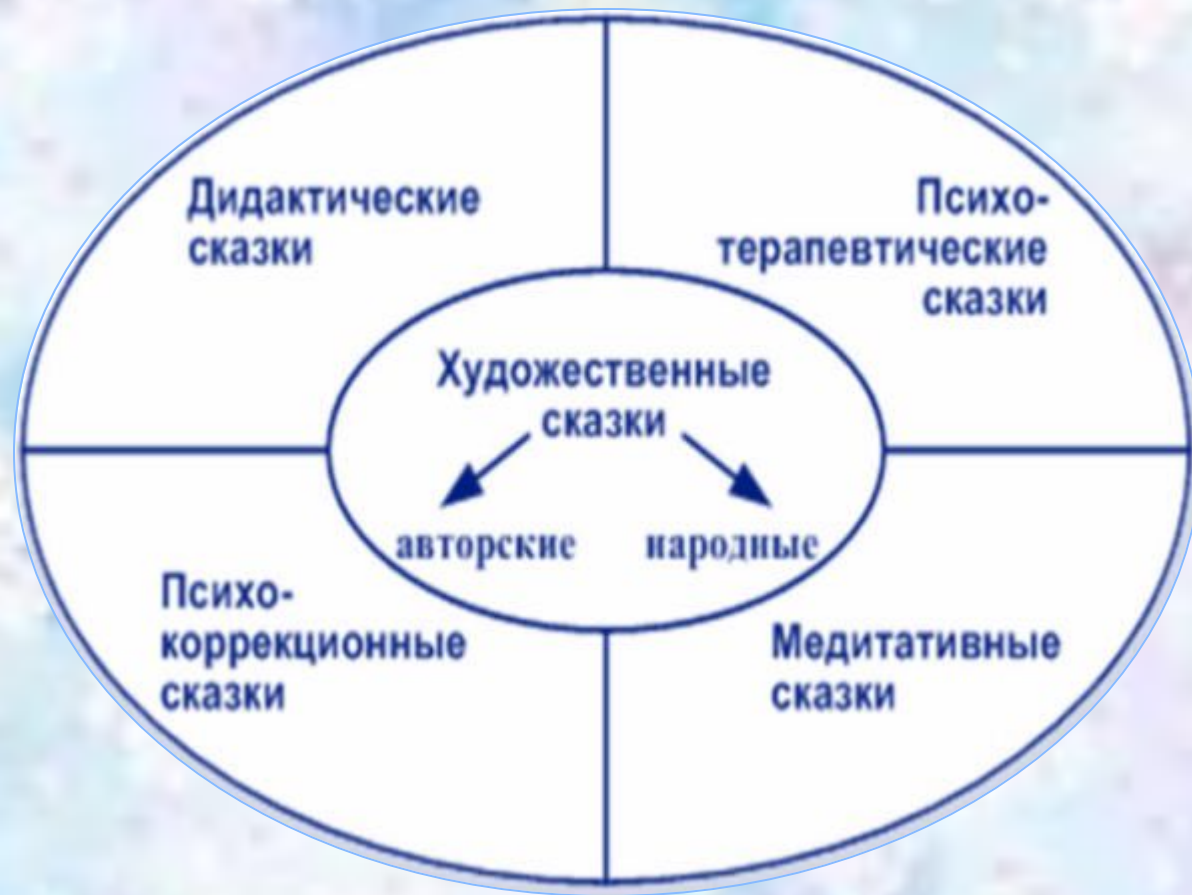 Дидактические
сказки
Психо-
терапевтические
сказки
Художественные
сказки
авторские народные
Психо-
коррекционные
сказки
Медитативные
сказки